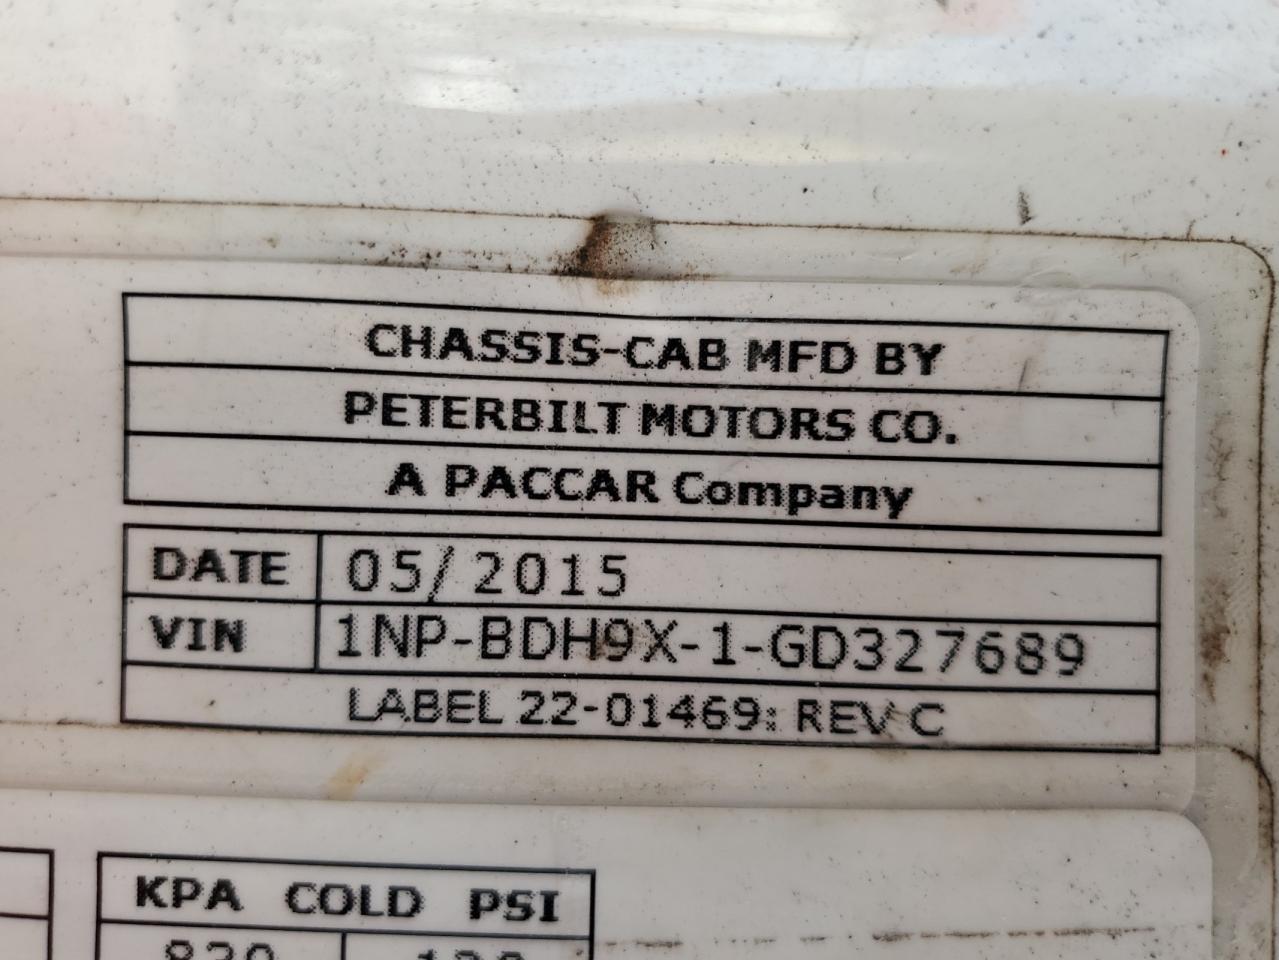 CHASSIS-CAB MFD BY
PETERBILT MOTORS CO.
A PACCAR Company
DATE 05/2015
VIN 1NP-BDH9X-1-GD327689
LABEL 22-01469: REV C
KPA COLD PSI